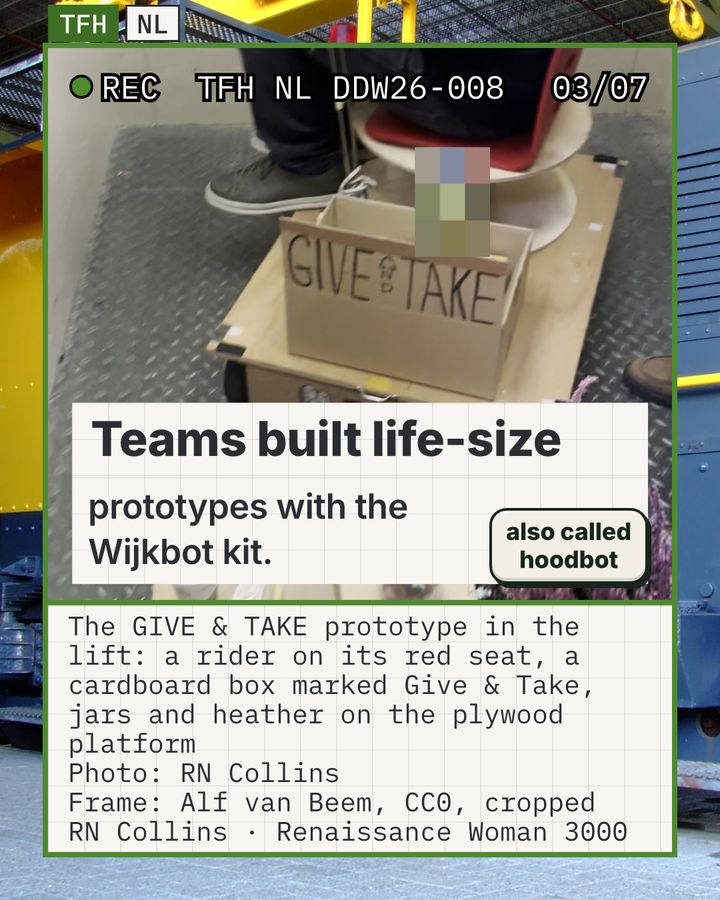 TFH NL
REC TFH NL DDW26-008 03/07
GIVE AND TAKE
Teams built life-size
prototypes with the
Wijkbot kit.
also called
hoodbot
The GIVE & TAKE prototype in the
lift: a rider on its red seat, a
cardboard box marked Give & Take,
jars and heather on the plywood
platform
Photo: RN Collins
Frame: Alf van Beem, CC0, cropped
RN Collins · Renaissance Woman 3000